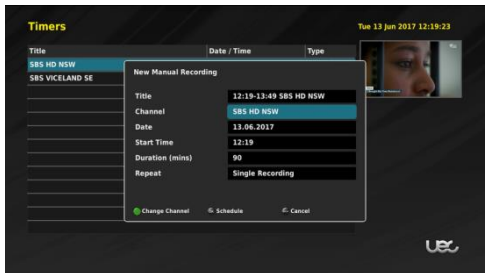 Timers
Tue 13 Jun 2017 12:19:23
Title Date / Time Type
SBS HD NSW
SBS VICELAND SE
New Manual Recording
Title 12:19-13:49 SBS HD NSW
Channel SBS HD NSW
Date 13.06.2017
Start Time 12:19
Duration (mins) 90
Repeat Single Recording
Change Channel Schedule Cancel
uec